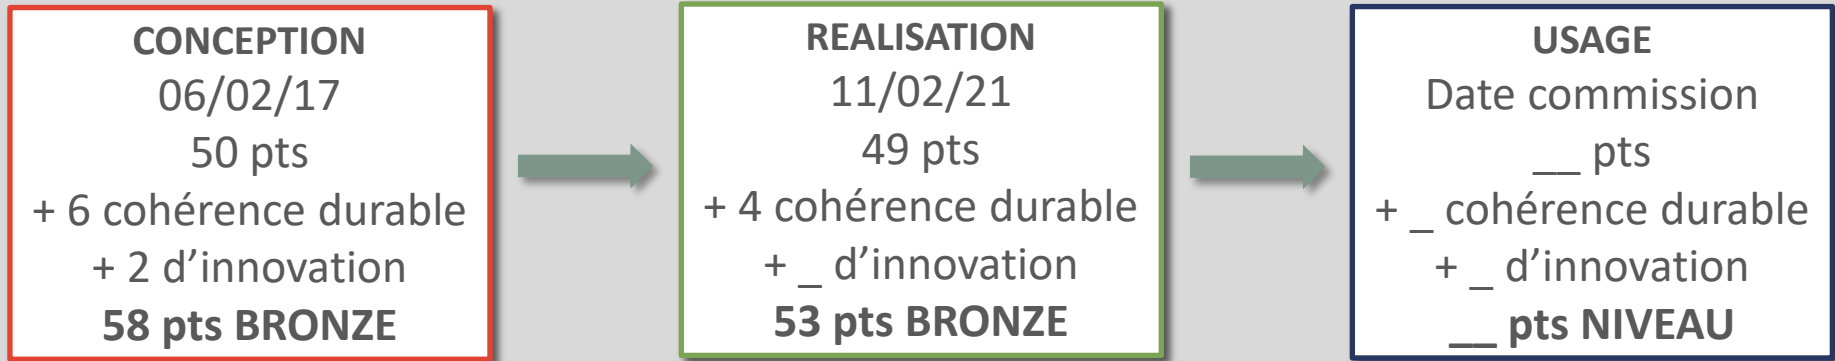 CONCEPTION
06/02/17
50 pts
+ 6 cohérence durable
+ 2 d’innovation
58 pts BRONZE
REALISATION
11/02/21
49 pts
+ 4 cohérence durable
+ _ d’innovation
53 pts BRONZE
USAGE
Date commission
__ pts
+ _ cohérence durable
+ _ d’innovation
__ pts NIVEAU